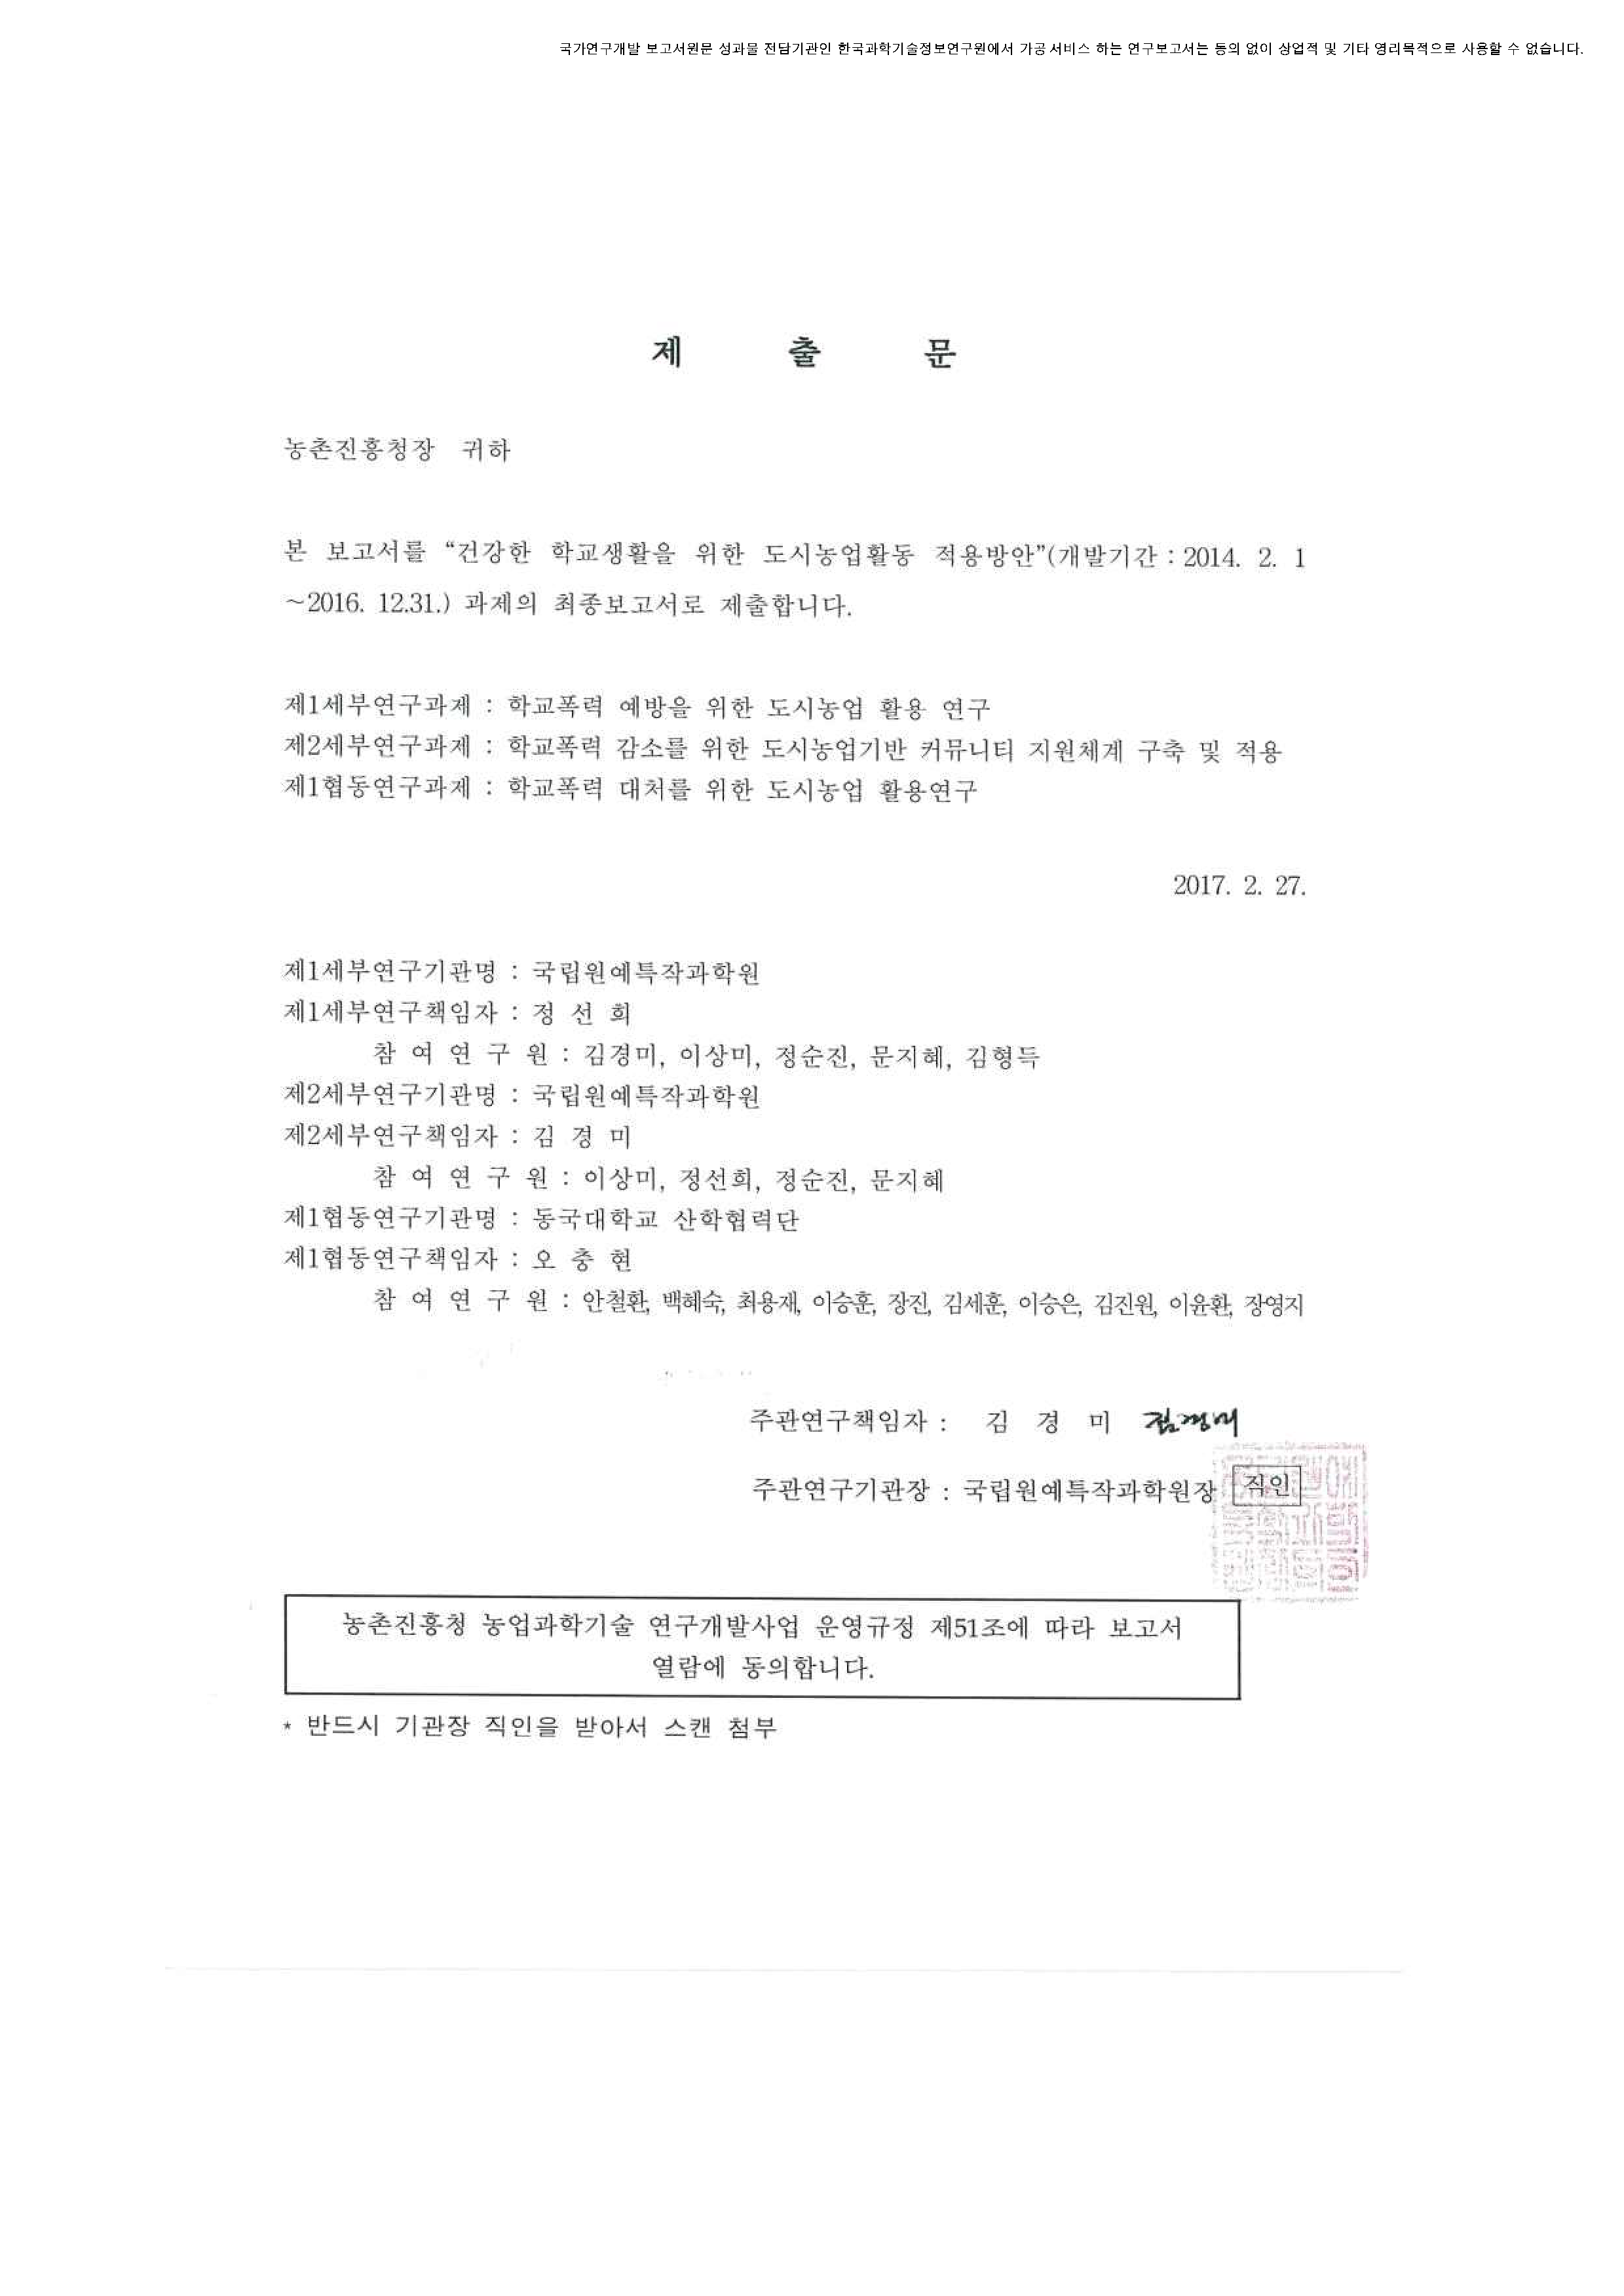 국가연구개발 보고서원문 성과물 전담기관인 한국과학기술정보연구원에서 가공·서비스 하는 연구보고서는 동의 없이 상업적 및 기타 영리목적으로 사용할 수 없습니다.
제 출 문
농촌진흥청장 귀하
본 보고서를 “건강한 학교생활을 위한 도시농업활동 적용방안”(개발기간 : 2014. 2. 1
~2016. 12.31.) 과제의 최종보고서로 제출합니다.
제1세부연구과제 : 학교폭력 예방을 위한 도시농업 활용 연구
제2세부연구과제 : 학교폭력 감소를 위한 도시농업기반 커뮤니티 지원체계 구축 및 적용
제1협동연구과제 : 학교폭력 대처를 위한 도시농업 활용연구
2017. 2. 27.
제1세부연구기관명 : 국립원예특작과학원
제1세부연구책임자 : 정 선 희
참 여 연 구 원 : 김경미, 이상미, 정순진, 문지혜, 김형득
제2세부연구기관명 : 국립원예특작과학원
제2세부연구책임자 : 김 경 미
참 여 연 구 원 : 이상미, 정선희, 정순진, 문지혜
제1협동연구기관명 : 동국대학교 산학협력단
제1협동연구책임자 : 오 충 현
참 여 연 구 원 : 안철환, 백혜숙, 최용재, 이승훈, 장진, 김세훈, 이승은, 김진원, 이윤환, 장영지
주관연구책임자 : 김 경 미 김경미
주관연구기관장 : 국립원예특작과학원장 직인
농촌진흥청 농업과학기술 연구개발사업 운영규정 제51조에 따라 보고서
열람에 동의합니다.
* 반드시 기관장 직인을 받아서 스캔 첨부